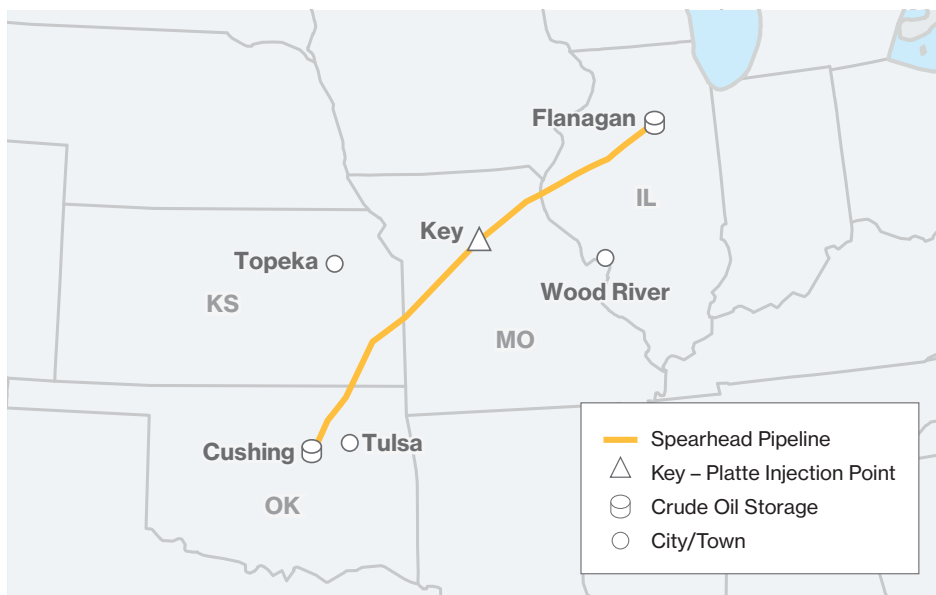 Flanagan
IL
Key
Topeka
Wood River
KS
MO
Cushing
Tulsa
OK
Spearhead Pipeline
Key – Platte Injection Point
Crude Oil Storage
City/Town